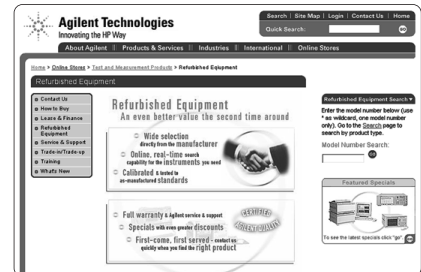 Agilent Technologies
Innovating the HP Way
Search | Site Map | Login | Contact Us | Home
Quick Search:
GO
About Agilent || Products & Services || Industries || International || Online Stores
Home > Online Stores > Test and Measurement Products > Refurbished Equipment
Refurbished Equipment
Contact Us
How to Buy
Lease & Finance
Refurbished
Equipment
Service & Support
Trade-in/Trade-up
Training
What's New
Refurbished Equipment
An even better value the second time around
Wide selection
directly from the manufacturer
Online, real-time search
capability for the instruments you need
Calibrated & tested to
as-manufactured standards
Full warranty & Agilent service & support
Specials with even greater discounts
First-come, first served - contact us
quickly when you find the right product
CERTIFIED
AGILENT QUALITY
Refurbished Equipment Search
Enter the model number below (use
* as wildcard, one model number
only). Go to the Search page to
search by product type.
Model Number Search:
GO
Featured Specials
To see the latest specials click "go".